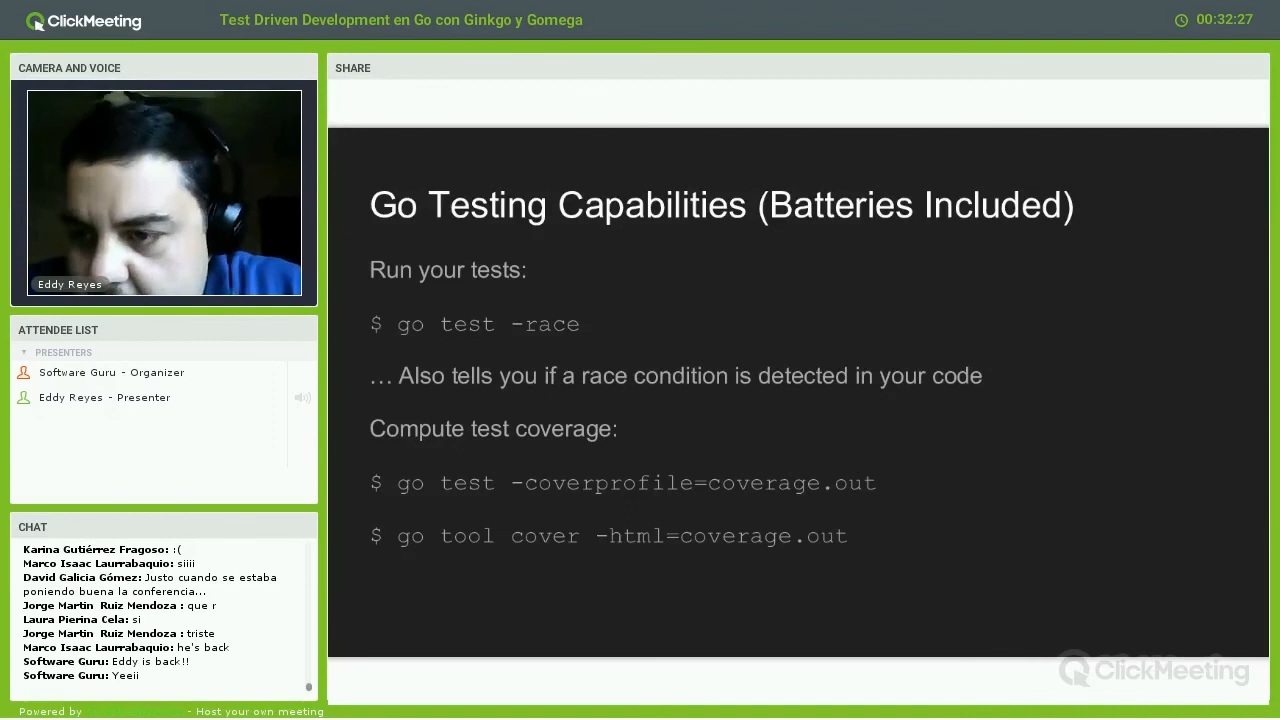 ClickMeeting
Test Driven Development en Go con Ginkgo y Gomega
00:32:27
CAMERA AND VOICE
Eddy Reyes
ATTENDEE LIST
PRESENTERS
Software Guru - Organizer
Eddy Reyes - Presenter
CHAT
Karina Gutiérrez Fragoso: :(
Marco Isaac Laurrabaquio: siiii
David Galicia Gómez: Justo cuando se estaba
poniendo buena la conferencia...
Jorge Martin Ruiz Mendoza : que r
Laura Pierina Cela: si
Jorge Martin Ruiz Mendoza : triste
Marco Isaac Laurrabaquio: he's back
Software Guru: Eddy is back!!
Software Guru: Yeeii
Powered by - Host your own meeting
SHARE
Go Testing Capabilities (Batteries Included)
Run your tests:
$ go test -race
… Also tells you if a race condition is detected in your code
Compute test coverage:
$ go test -coverprofile=coverage.out
$ go tool cover -html=coverage.out
ClickMeeting